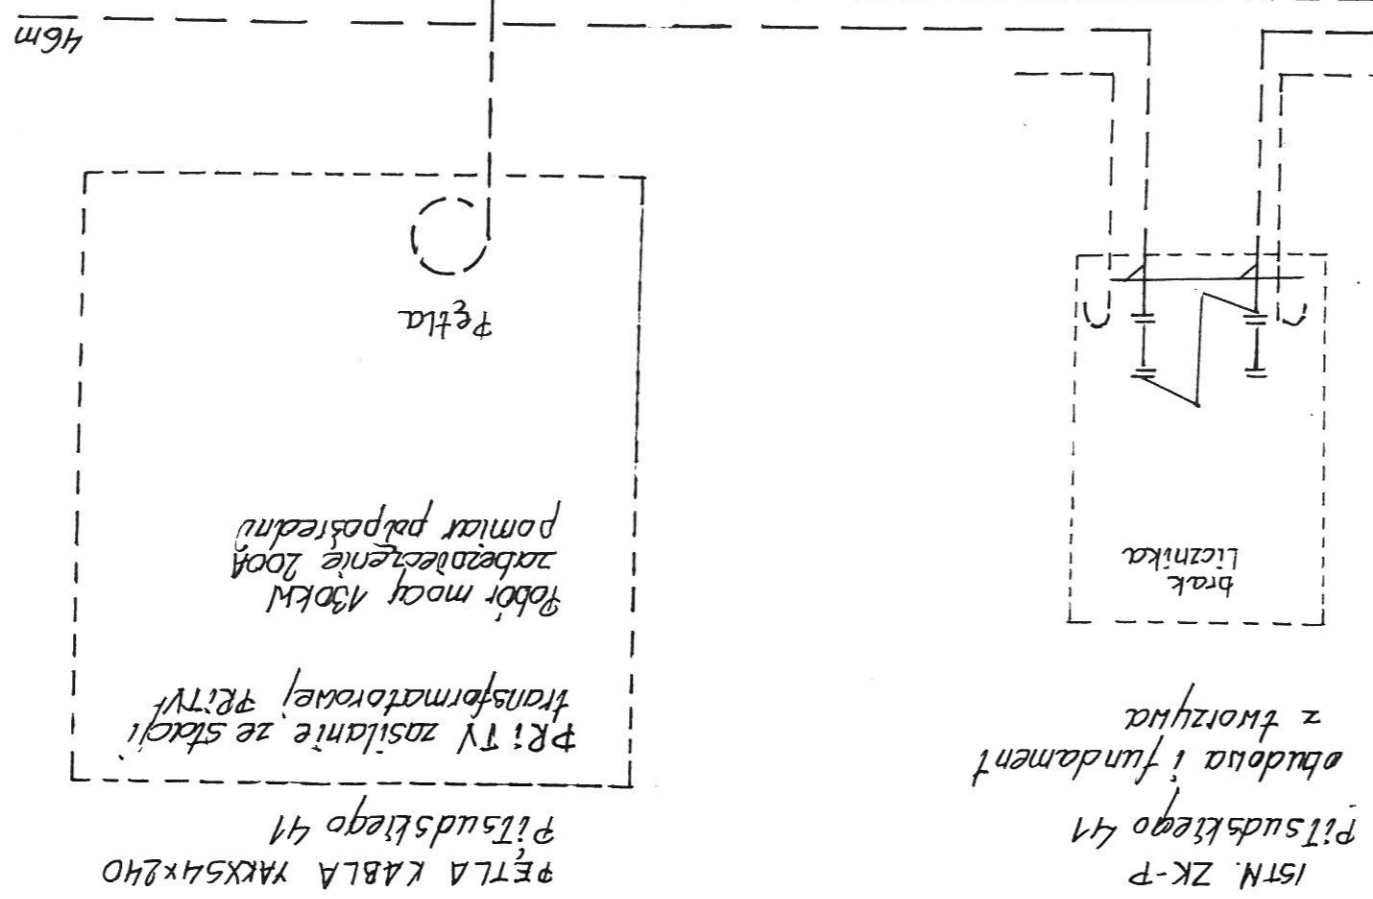 ISTN. ZK-P
Piłsudskiego 41
obudowa i fundament
z tworzywa
brak
Licznika
PĘTLA KABLA YAKXS4x240
Piłsudskiego 41
PRiTV zasilanie ze stacji
transformatorowej „PRiTV"
Pobór mocy 130kW
zabezpieczenie 200A
pomiar półpośredni
Pętla
46m